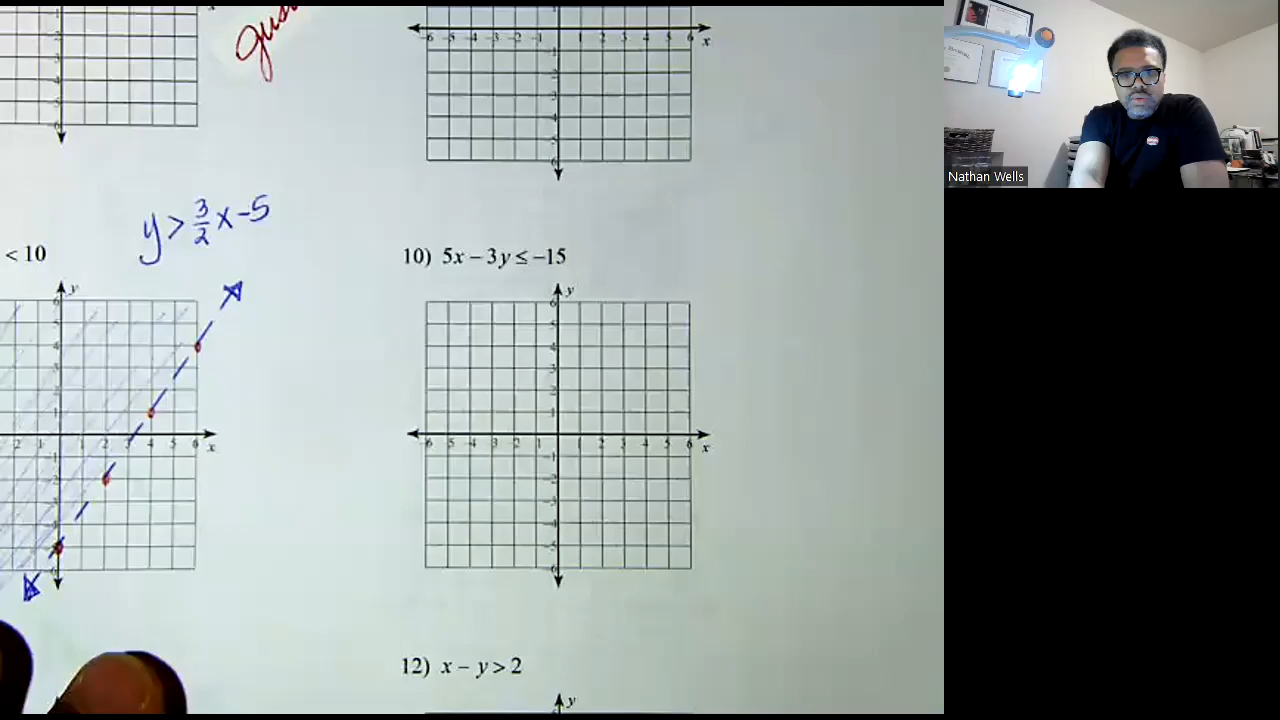 y > 3/2 x - 5
< 10
10) 5x − 3y ≤ −15
12) x − y > 2
Nathan Wells